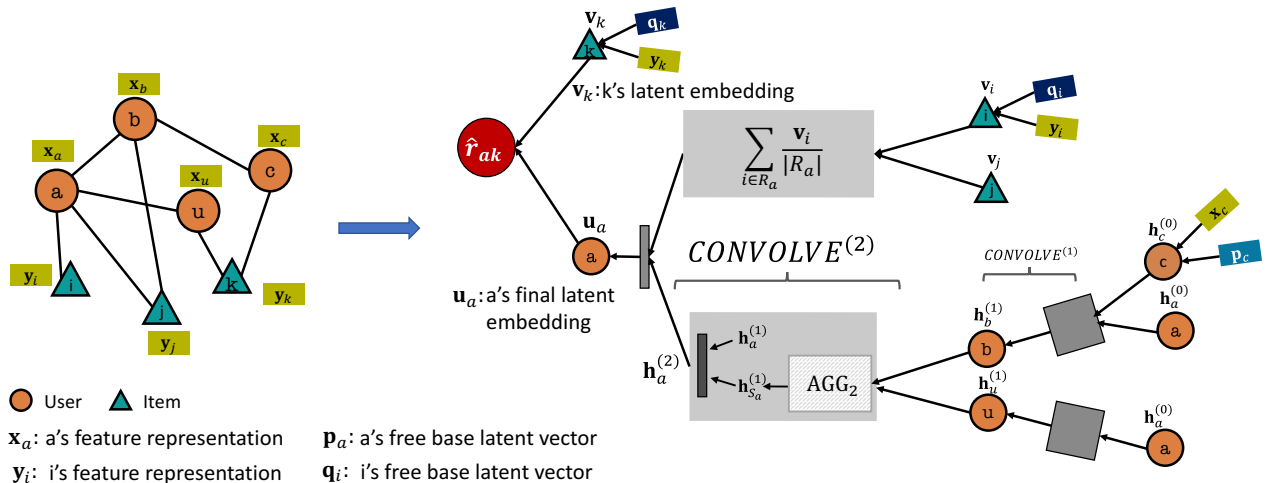 𝐱_b
b
𝐱_a
a
𝐱_u
u
𝐱_c
c
𝐲_i
i
j
𝐲_j
k
𝐲_k
User
Item
𝐱_a: a's feature representation
𝐩_a: a's free base latent vector
𝐲_i: i's feature representation
𝐪_i: i's free base latent vector
𝐯_k
k
𝐪_k
𝒚_k
𝐯_k:k's latent embedding
r̂_ak
𝐮_a
a
𝐮_a: a's final latent
embedding
∑_{i∈R_a} 𝐯_i/|R_a|
𝐯_i
i
𝐪_i
𝒚_i
𝐯_j
j
CONVOLVE^(2)
CONVOLVE^(1)
𝐡_a^(2)
𝐡_a^(1)
𝐡_{S_a}^(1)
AGG_2
𝐡_b^(1)
b
𝐡_u^(1)
u
𝐡_c^(0)
c
𝐱_c
𝐩_c
𝐡_a^(0)
a
𝐡_a^(0)
a